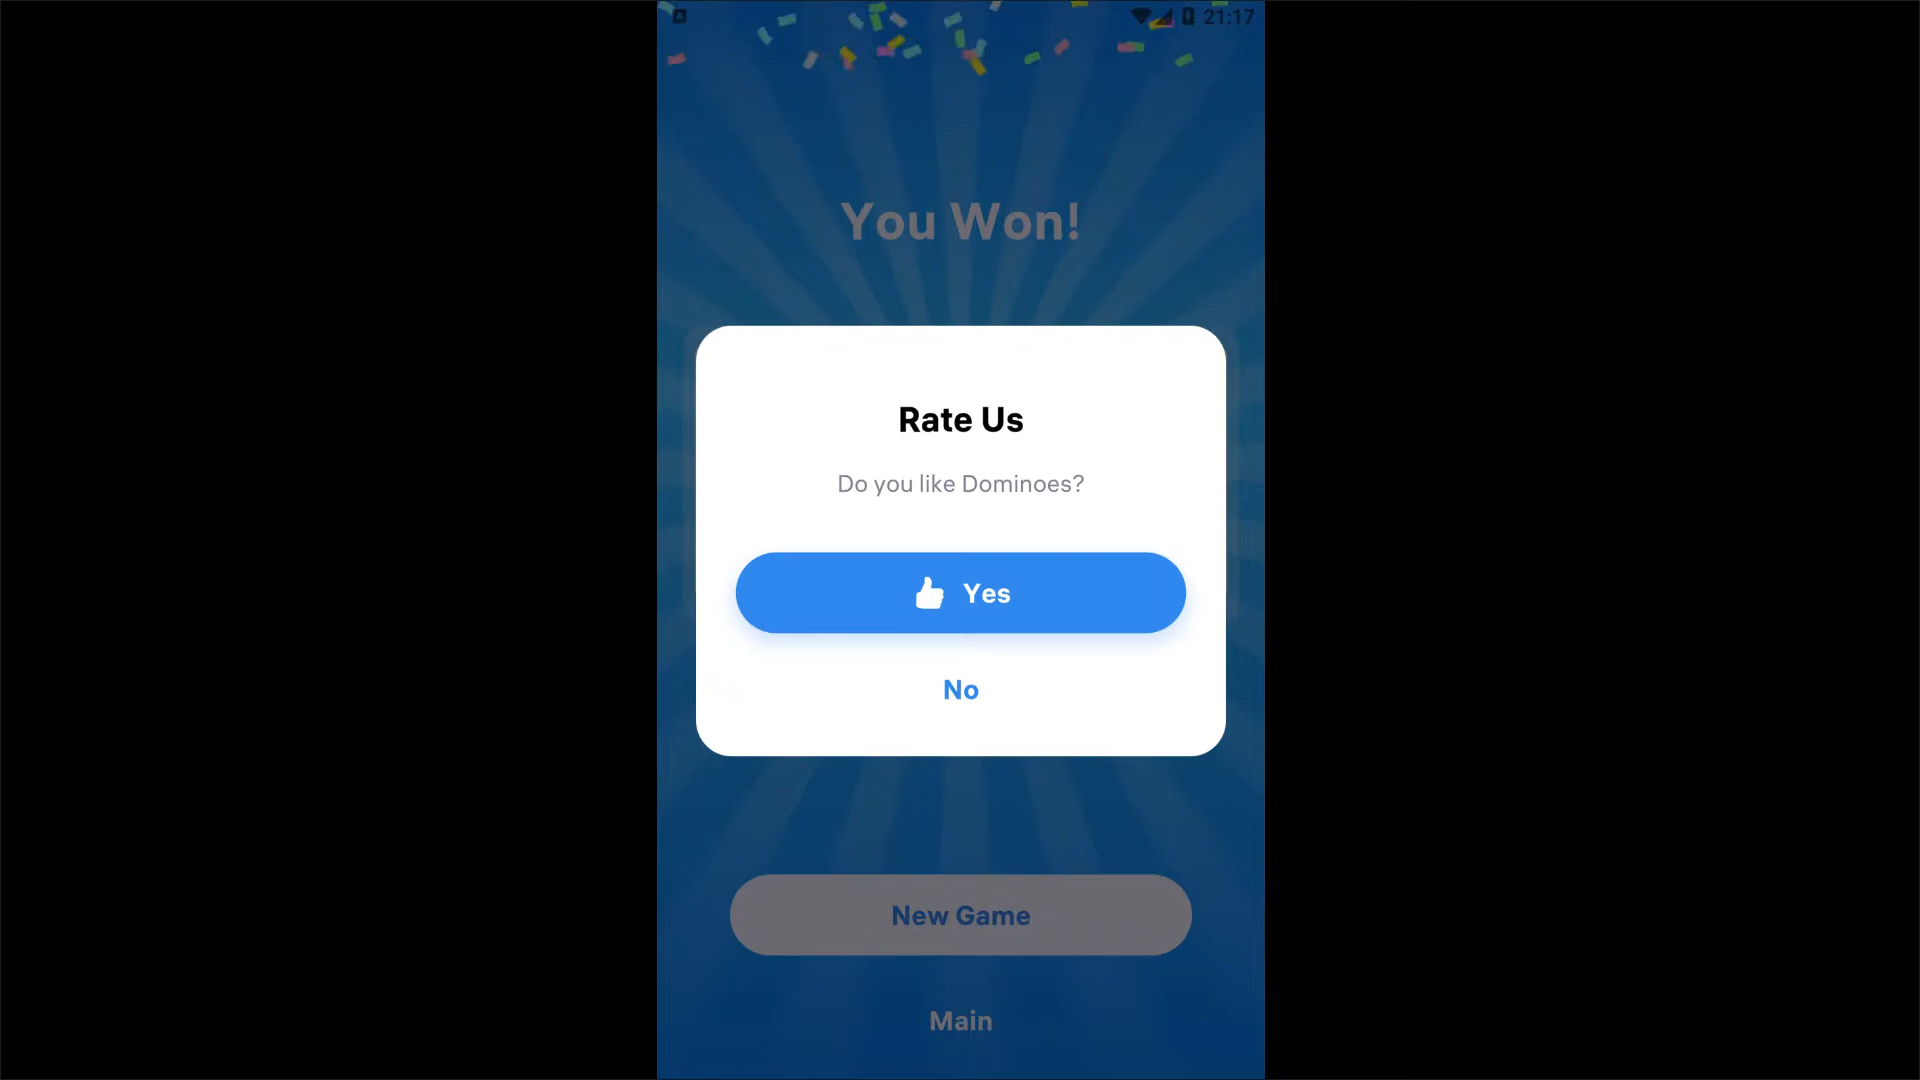 A
21:17
You Won!
Rate Us
Do you like Dominoes?
Yes
No
New Game
Main